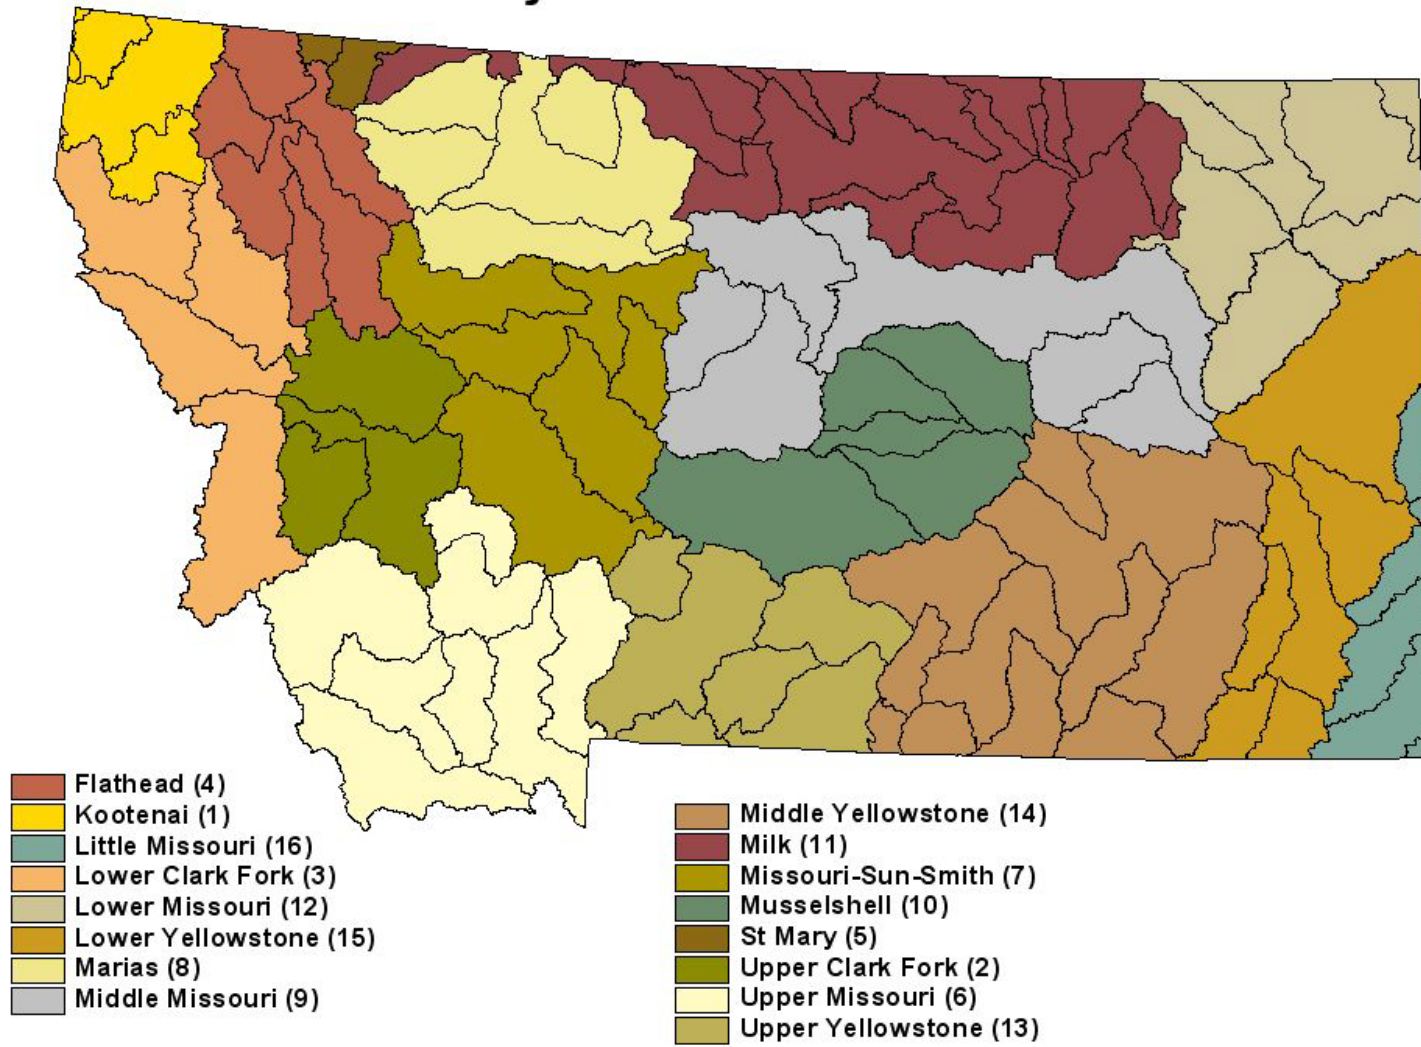 Flathead (4)
Kootenai (1)
Little Missouri (16)
Lower Clark Fork (3)
Lower Missouri (12)
Lower Yellowstone (15)
Marias (8)
Middle Missouri (9)
Middle Yellowstone (14)
Milk (11)
Missouri-Sun-Smith (7)
Musselshell (10)
St Mary (5)
Upper Clark Fork (2)
Upper Missouri (6)
Upper Yellowstone (13)